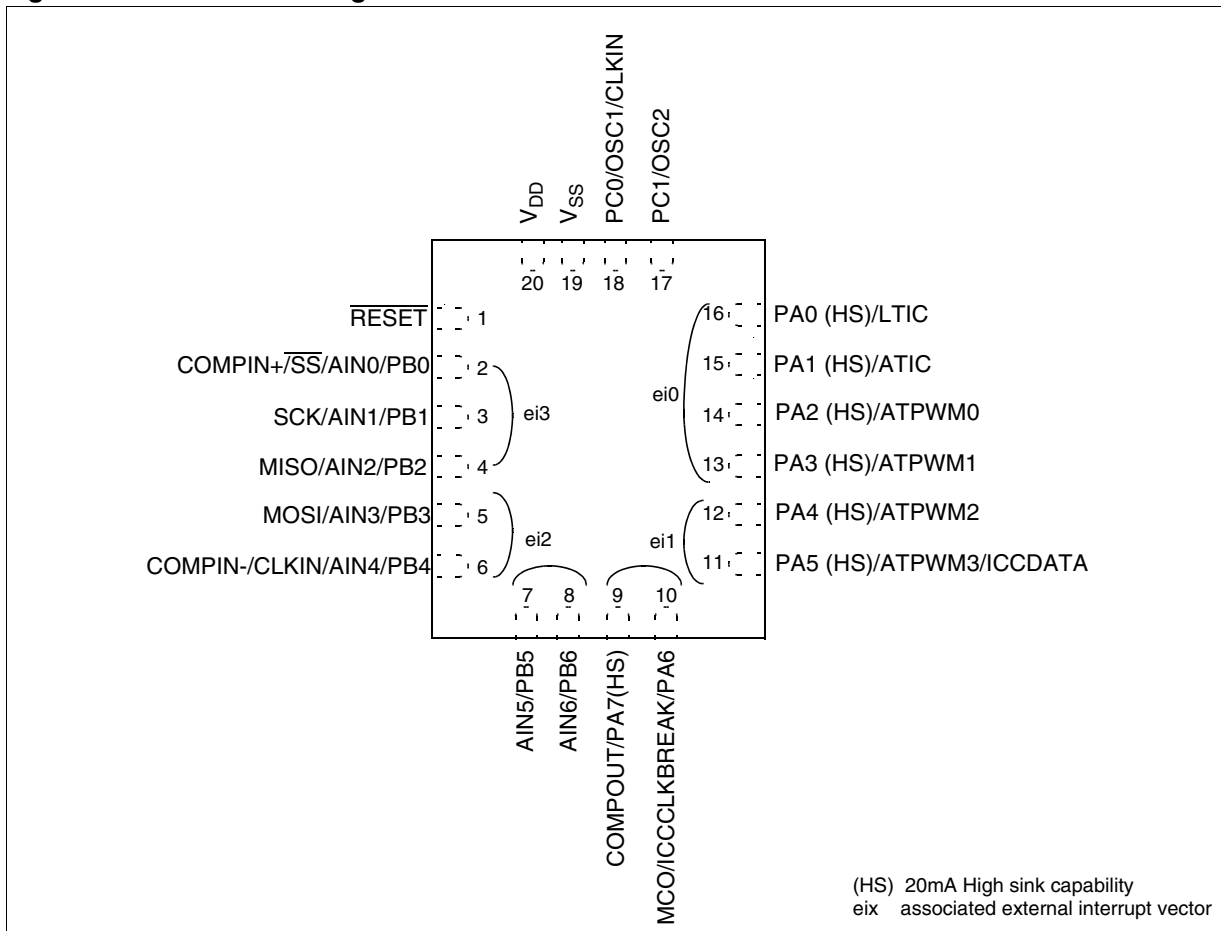 PC0/OSC1/CLKIN
PC1/OSC2
VDD
VSS
20
19
18
17
RESET
1
16
PA0 (HS)/LTIC
COMPIN+/SS/AIN0/PB0
2
15
PA1 (HS)/ATIC
ei3
ei0
SCK/AIN1/PB1
3
14
PA2 (HS)/ATPWM0
MISO/AIN2/PB2
4
13
PA3 (HS)/ATPWM1
MOSI/AIN3/PB3
5
12
PA4 (HS)/ATPWM2
ei2
ei1
COMPIN-/CLKIN/AIN4/PB4
6
11
PA5 (HS)/ATPWM3/ICCDATA
7
8
9
10
AIN5/PB5
AIN6/PB6
COMPOUT/PA7(HS)
MCO/ICCCLKBREAK/PA6
(HS) 20mA High sink capability
eix associated external interrupt vector